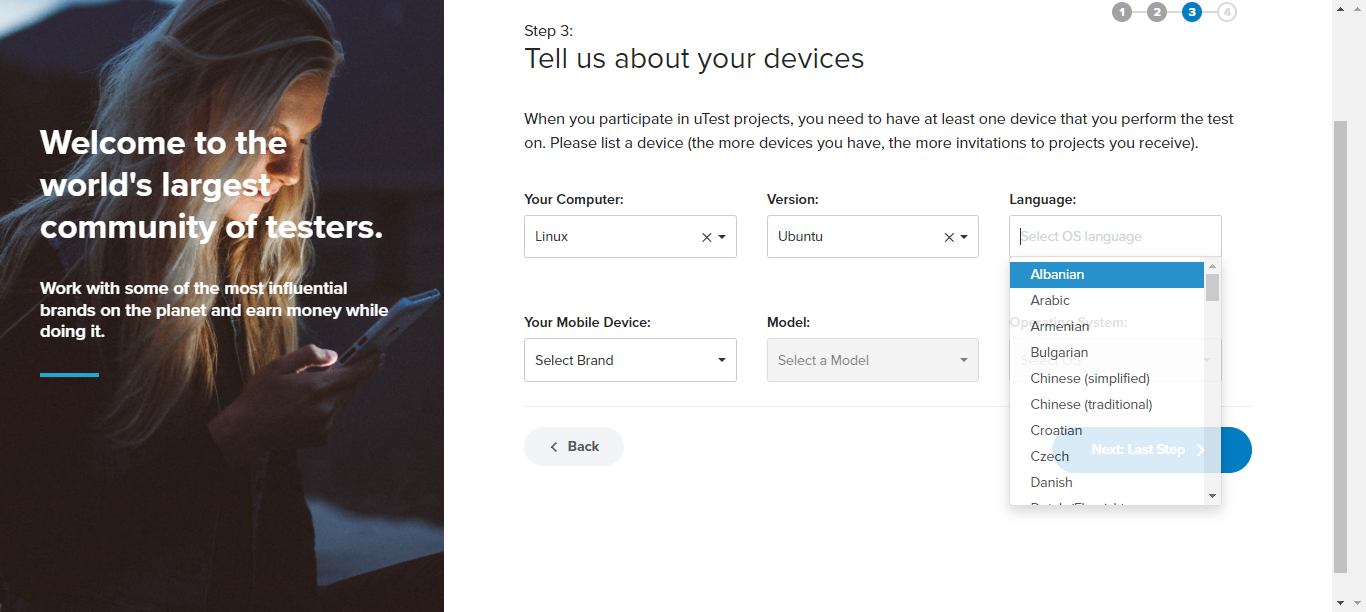 Welcome to the
world's largest
community of testers.
Work with some of the most influential
brands on the planet and earn money while
doing it.
1 2 3 4
Step 3:
Tell us about your devices
When you participate in uTest projects, you need to have at least one device that you perform the test
on. Please list a device (the more devices you have, the more invitations to projects you receive).
Your Computer: Version: Language:
Linux Ubuntu Select OS language
Albanian
Arabic
Armenian
Bulgarian
Chinese (simplified)
Chinese (traditional)
Croatian
Czech
Danish
Your Mobile Device: Model: Operating System:
Select Brand Select a Model
Back Next: Last Step